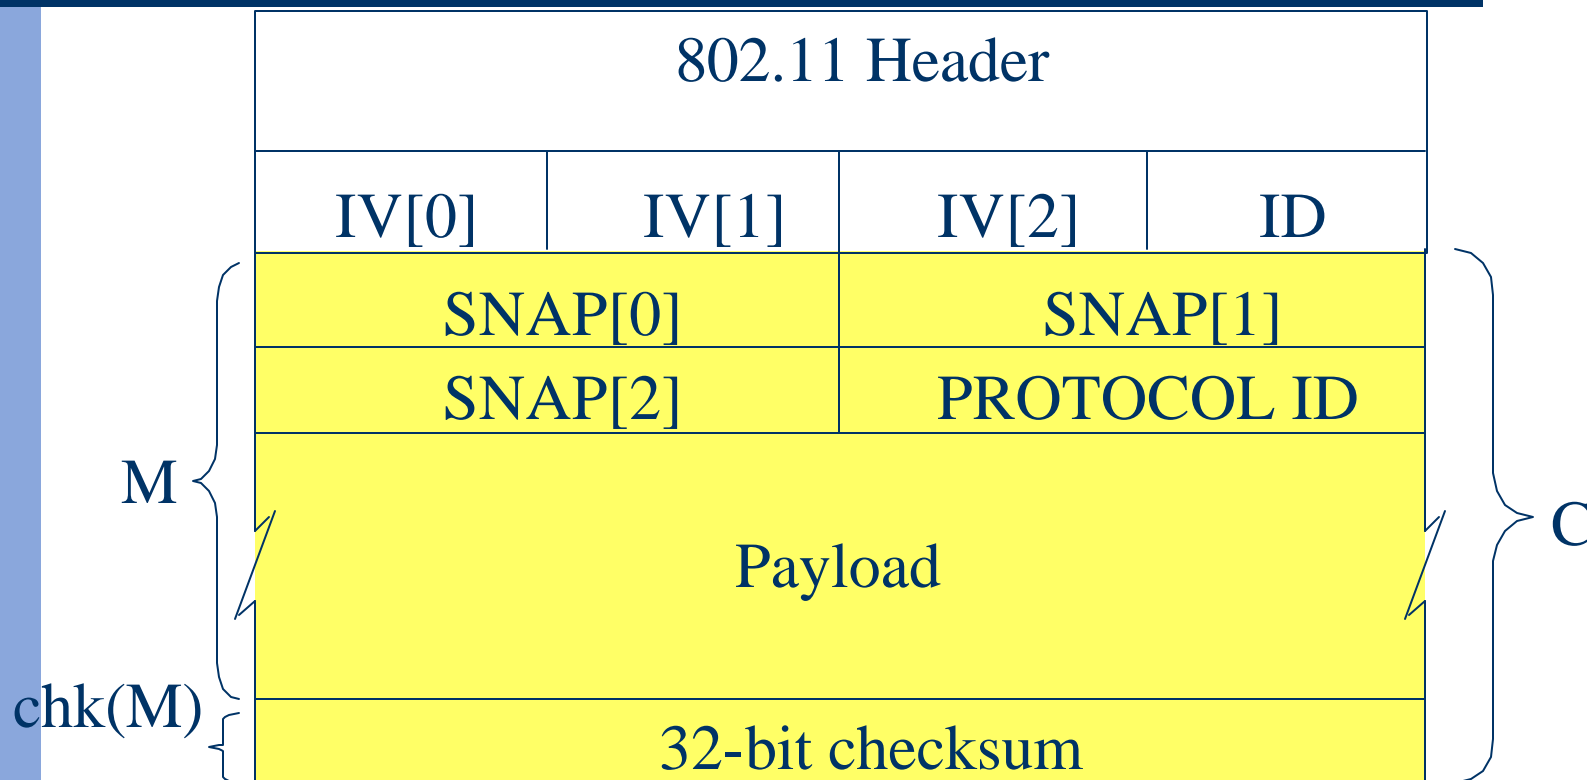 802.11 Header
IV[0] IV[1] IV[2] ID
SNAP[0] SNAP[1]
SNAP[2] PROTOCOL ID
M
C
Payload
chk(M)
32-bit checksum